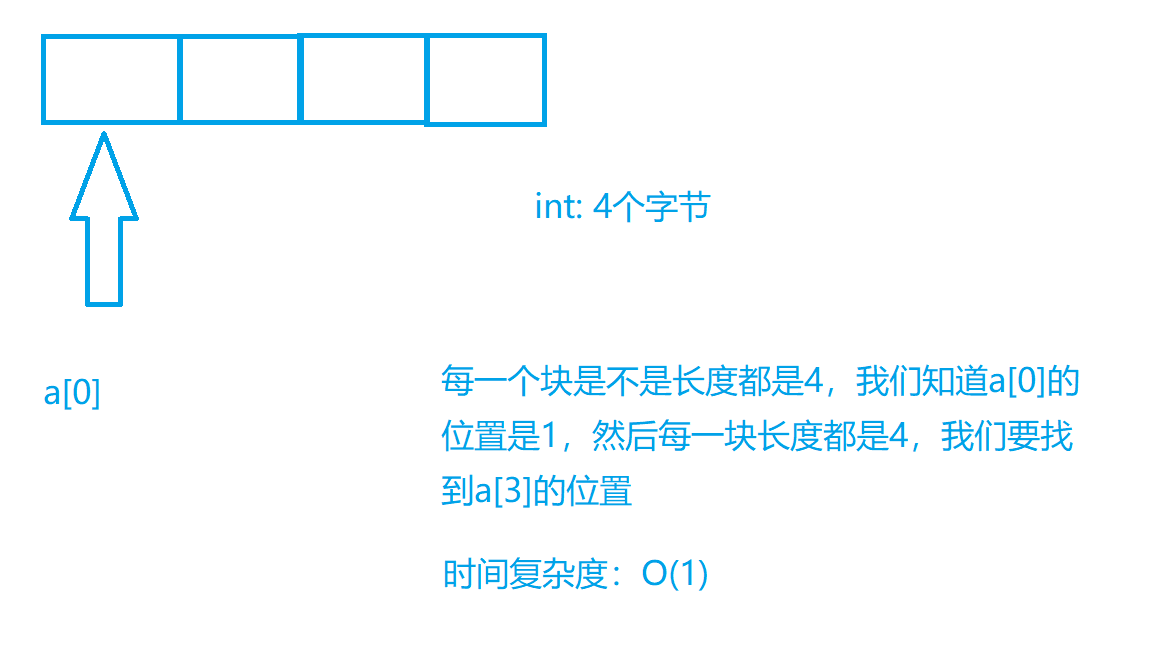 int: 4个字节
a[0]
每一个块是不是长度都是4，我们知道a[0]的
位置是1，然后每一块长度都是4，我们要找
到a[3]的位置
时间复杂度：O(1)